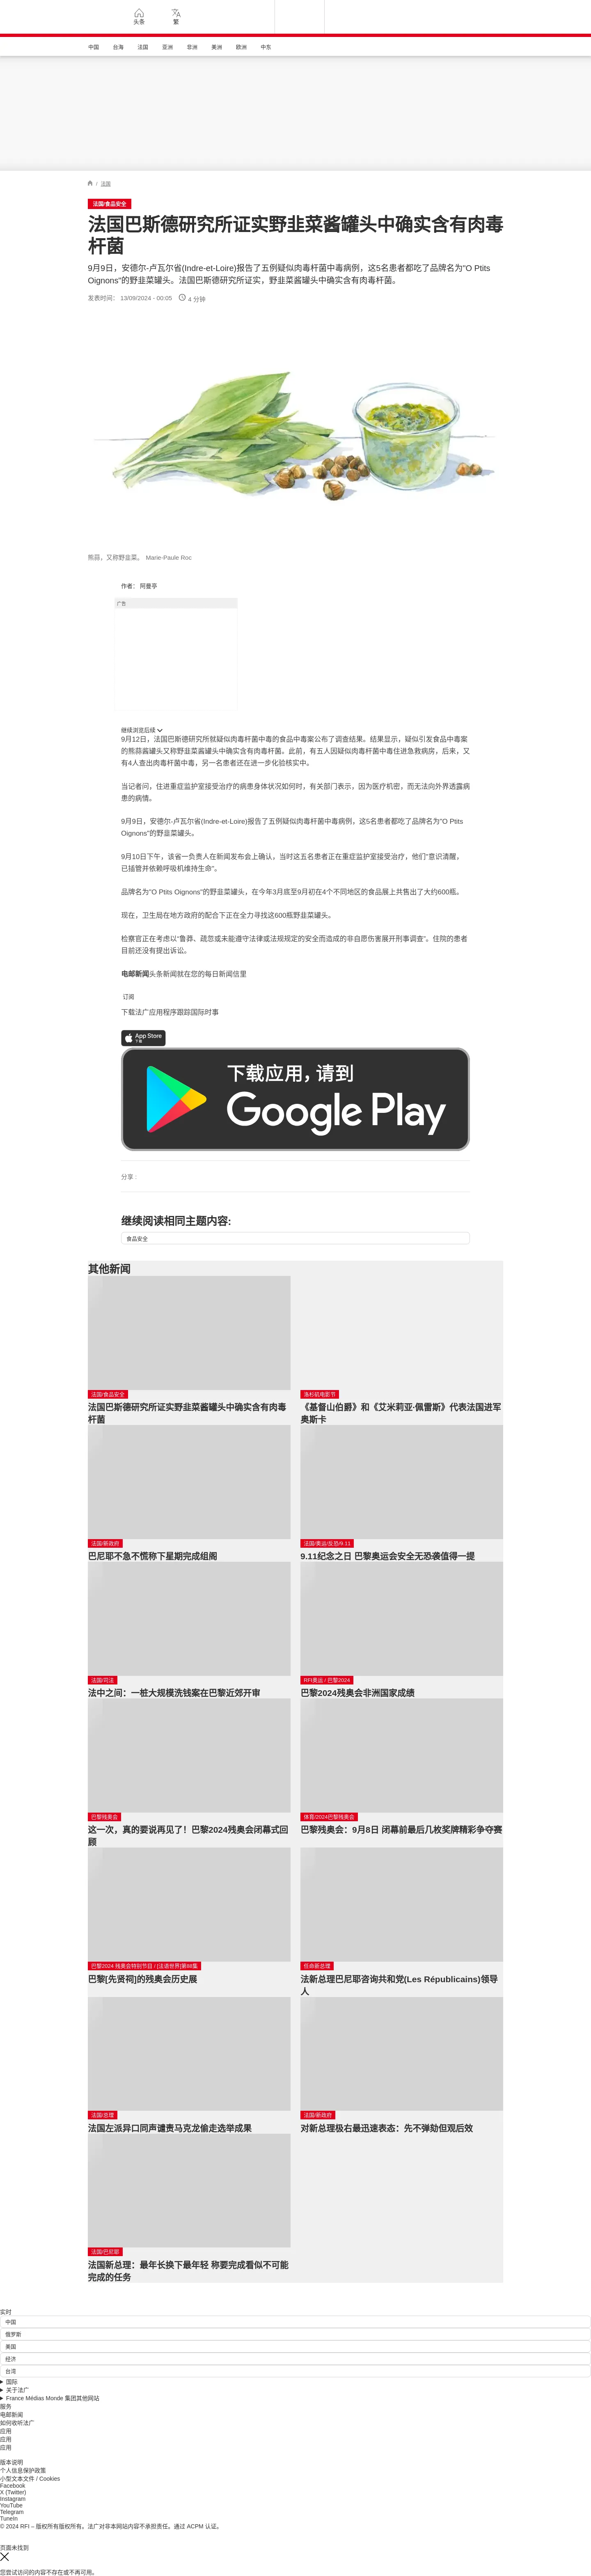 头条
繁
中国 台海 法国 亚洲 非洲 美洲 欧洲 中东
/ 法国
法国/食品安全
法国巴斯德研究所证实野韭菜酱罐头中确实含有肉毒
杆菌
9月9日，安德尔-卢瓦尔省(Indre-et-Loire)报告了五例疑似肉毒杆菌中毒病例，这5名患者都吃了品牌名为"O Ptits
Oignons"的野韭菜罐头。法国巴斯德研究所证实，野韭菜酱罐头中确实含有肉毒杆菌。
发表时间： 13/09/2024 - 00:05 4 分钟
熊蒜，又称野韭菜。 Marie-Paule Roc
作者： 阿曼亭
广告
继续浏览后续
9月12日，法国巴斯德研究所就疑似肉毒杆菌中毒的食品中毒案公布了调查结果。结果显示，疑似引发食品中毒案
的熊蒜酱罐头又称野韭菜酱罐头中确实含有肉毒杆菌。此前，有五人因疑似肉毒杆菌中毒住进急救病房，后来，又
有4人查出肉毒杆菌中毒，另一名患者还在进一步化验核实中。
当记者问，住进重症监护室接受治疗的病患身体状况如何时，有关部门表示，因为医疗机密，而无法向外界透露病
患的病情。
9月9日，安德尔-卢瓦尔省(Indre-et-Loire)报告了五例疑似肉毒杆菌中毒病例，这5名患者都吃了品牌名为"O Ptits
Oignons"的野韭菜罐头。
9月10日下午，该省一负责人在新闻发布会上确认，当时这五名患者正在重症监护室接受治疗，他们"意识清醒，
已插管并依赖呼吸机维持生命"。
品牌名为"O Ptits Oignons"的野韭菜罐头，在今年3月底至9月初在4个不同地区的食品展上共售出了大约600瓶。
现在，卫生局在地方政府的配合下正在全力寻找这600瓶野韭菜罐头。
检察官正在考虑以"鲁莽、疏忽或未能遵守法律或法规规定的安全而造成的非自愿伤害展开刑事调查"。住院的患者
目前还没有提出诉讼。
电邮新闻头条新闻就在您的每日新闻信里
订阅
下载法广应用程序跟踪国际时事
App Store
下载
下载应用，请到
Google Play
分享 :
继续阅读相同主题内容:
食品安全
其他新闻
法国/食品安全
法国巴斯德研究所证实野韭菜酱罐头中确实含有肉毒
杆菌
洛杉矶电影节
《基督山伯爵》和《艾米莉亚·佩雷斯》代表法国进军
奥斯卡
法国/新政府
巴尼耶不急不慌称下星期完成组阁
法国/奥运/反恐/9.11
9.11纪念之日 巴黎奥运会安全无恐袭值得一提
法国/司法
法中之间：一桩大规模洗钱案在巴黎近郊开审
RFI奥运 / 巴黎2024
巴黎2024残奥会非洲国家成绩
巴黎残奥会
这一次，真的要说再见了！巴黎2024残奥会闭幕式回
顾
体育/2024巴黎残奥会
巴黎残奥会：9月8日 闭幕前最后几枚奖牌精彩争夺赛
巴黎2024 残奥会特别节目 / [法语世界]第88集
巴黎[先贤祠]的残奥会历史展
任命新总理
法新总理巴尼耶咨询共和党(Les Républicains)领导
人
法国/总理
法国左派异口同声谴责马克龙偷走选举成果
法国/新政府
对新总理极右最迅速表态：先不弹劾但观后效
法国/巴尼耶
法国新总理：最年长换下最年轻 称要完成看似不可能
完成的任务
实时
中国
俄罗斯
美国
经济
台湾
国际
关于法广
France Médias Monde 集团其他网站
服务
电邮新闻
如何收听法广
应用
应用
应用
版本说明
个人信息保护政策
小型文本文件 / Cookies
Facebook
X (Twitter)
Instagram
YouTube
Telegram
TuneIn
© 2024 RFI – 版权所有版权所有。法广对非本网站内容不承担责任。通过 ACPM 认证。
页面未找到
您尝试访问的内容不存在或不再可用。